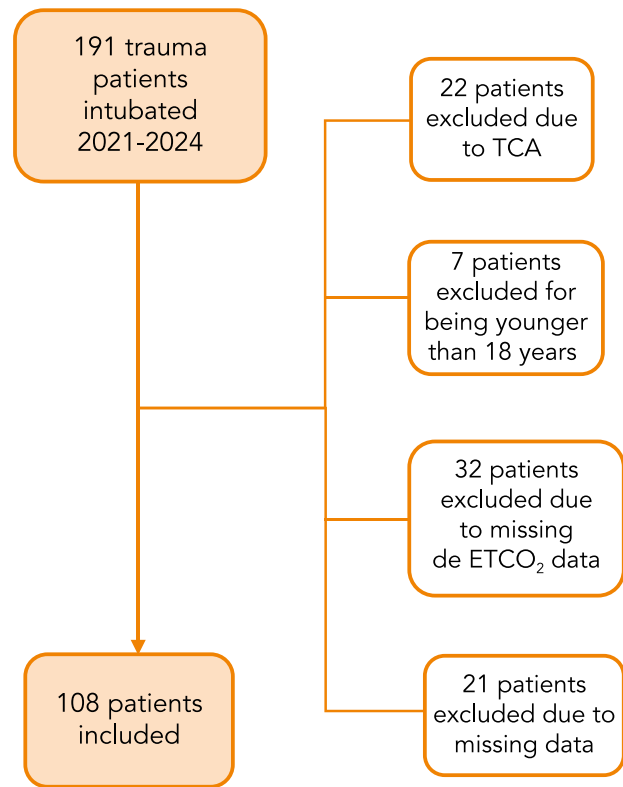 191 trauma
patients
intubated
2021-2024
22 patients
excluded due
to TCA
7 patients
excluded for
being younger
than 18 years
32 patients
excluded due
to missing
de ETCO₂ data
108 patients
included
21 patients
excluded due to
missing data